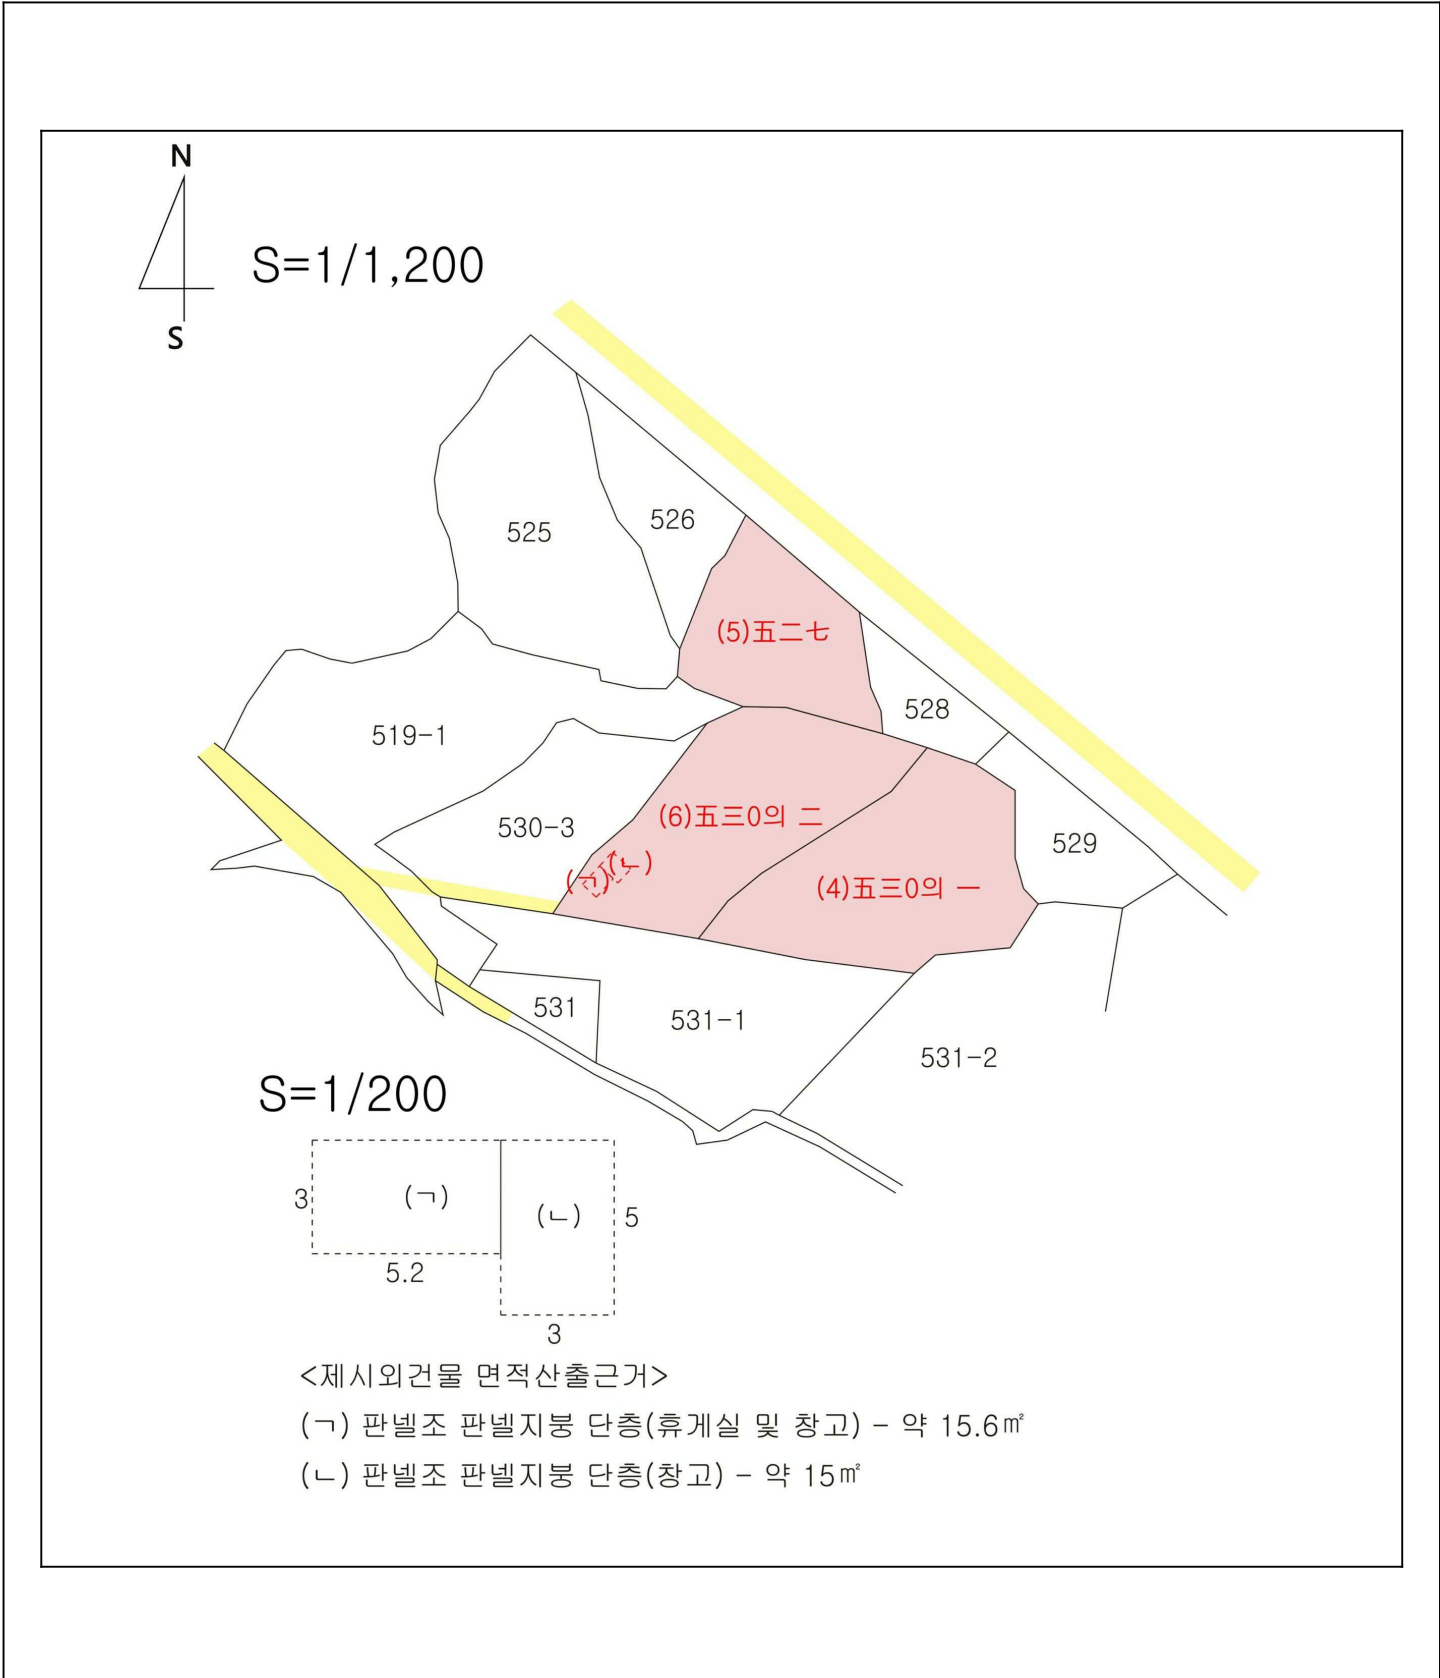 N
S=1/1,200
S
525
526
(5)五二七
528
519-1
530-3
(6)五三0의 二
529
(ㄱ)(ㄴ)
(4)五三0의 一
531
531-1
531-2
S=1/200
3
(ㄱ)
(ㄴ)
5
5.2
3
<제시외건물 면적산출근거>
(ㄱ) 판넬조 판넬지붕 단층(휴게실 및 창고) - 약 15.6㎡
(ㄴ) 판넬조 판넬지붕 단층(창고) - 약 15㎡